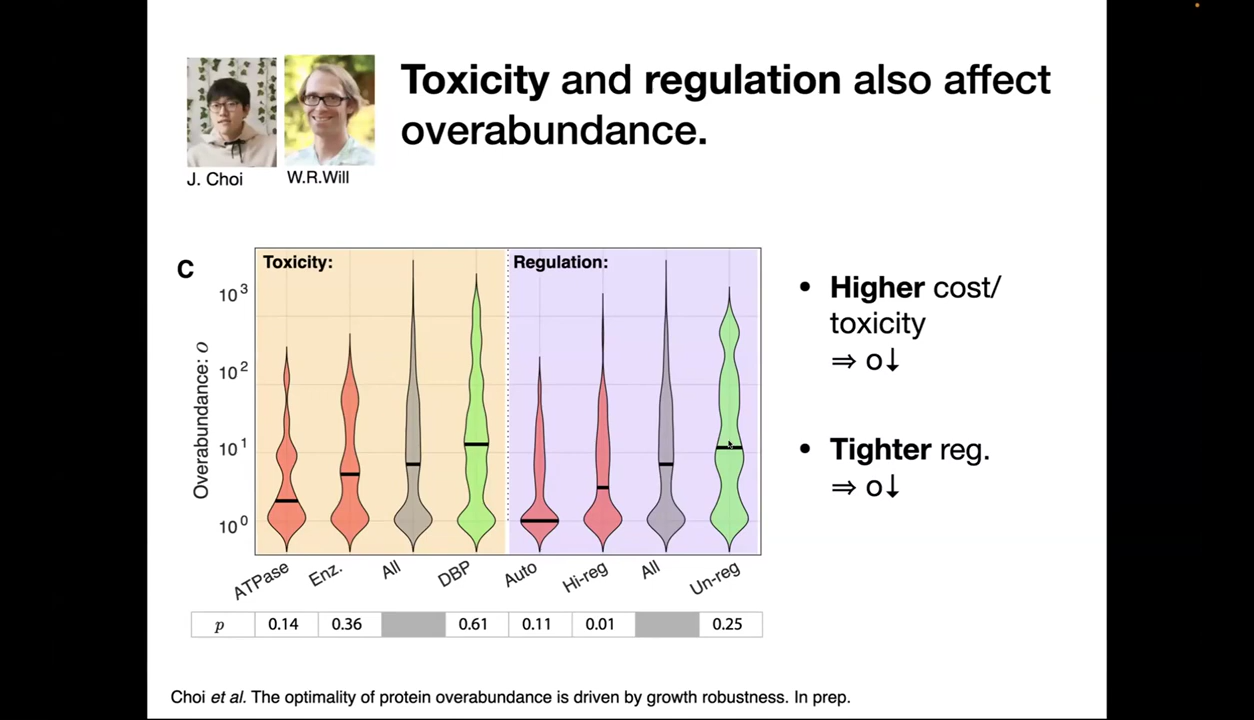 Toxicity and regulation also affect
overabundance.
J. Choi
W.R.Will
C
Toxicity:
Regulation:
Overabundance: o
10³
10²
10¹
10⁰
ATPase
Enz.
All
DBP
Auto
Hi-reg
All
Un-reg
p 0.14 0.36 0.61 0.11 0.01 0.25
• Higher cost/
toxicity
⇒ o↓
• Tighter reg.
⇒ o↓
Choi et al. The optimality of protein overabundance is driven by growth robustness. In prep.